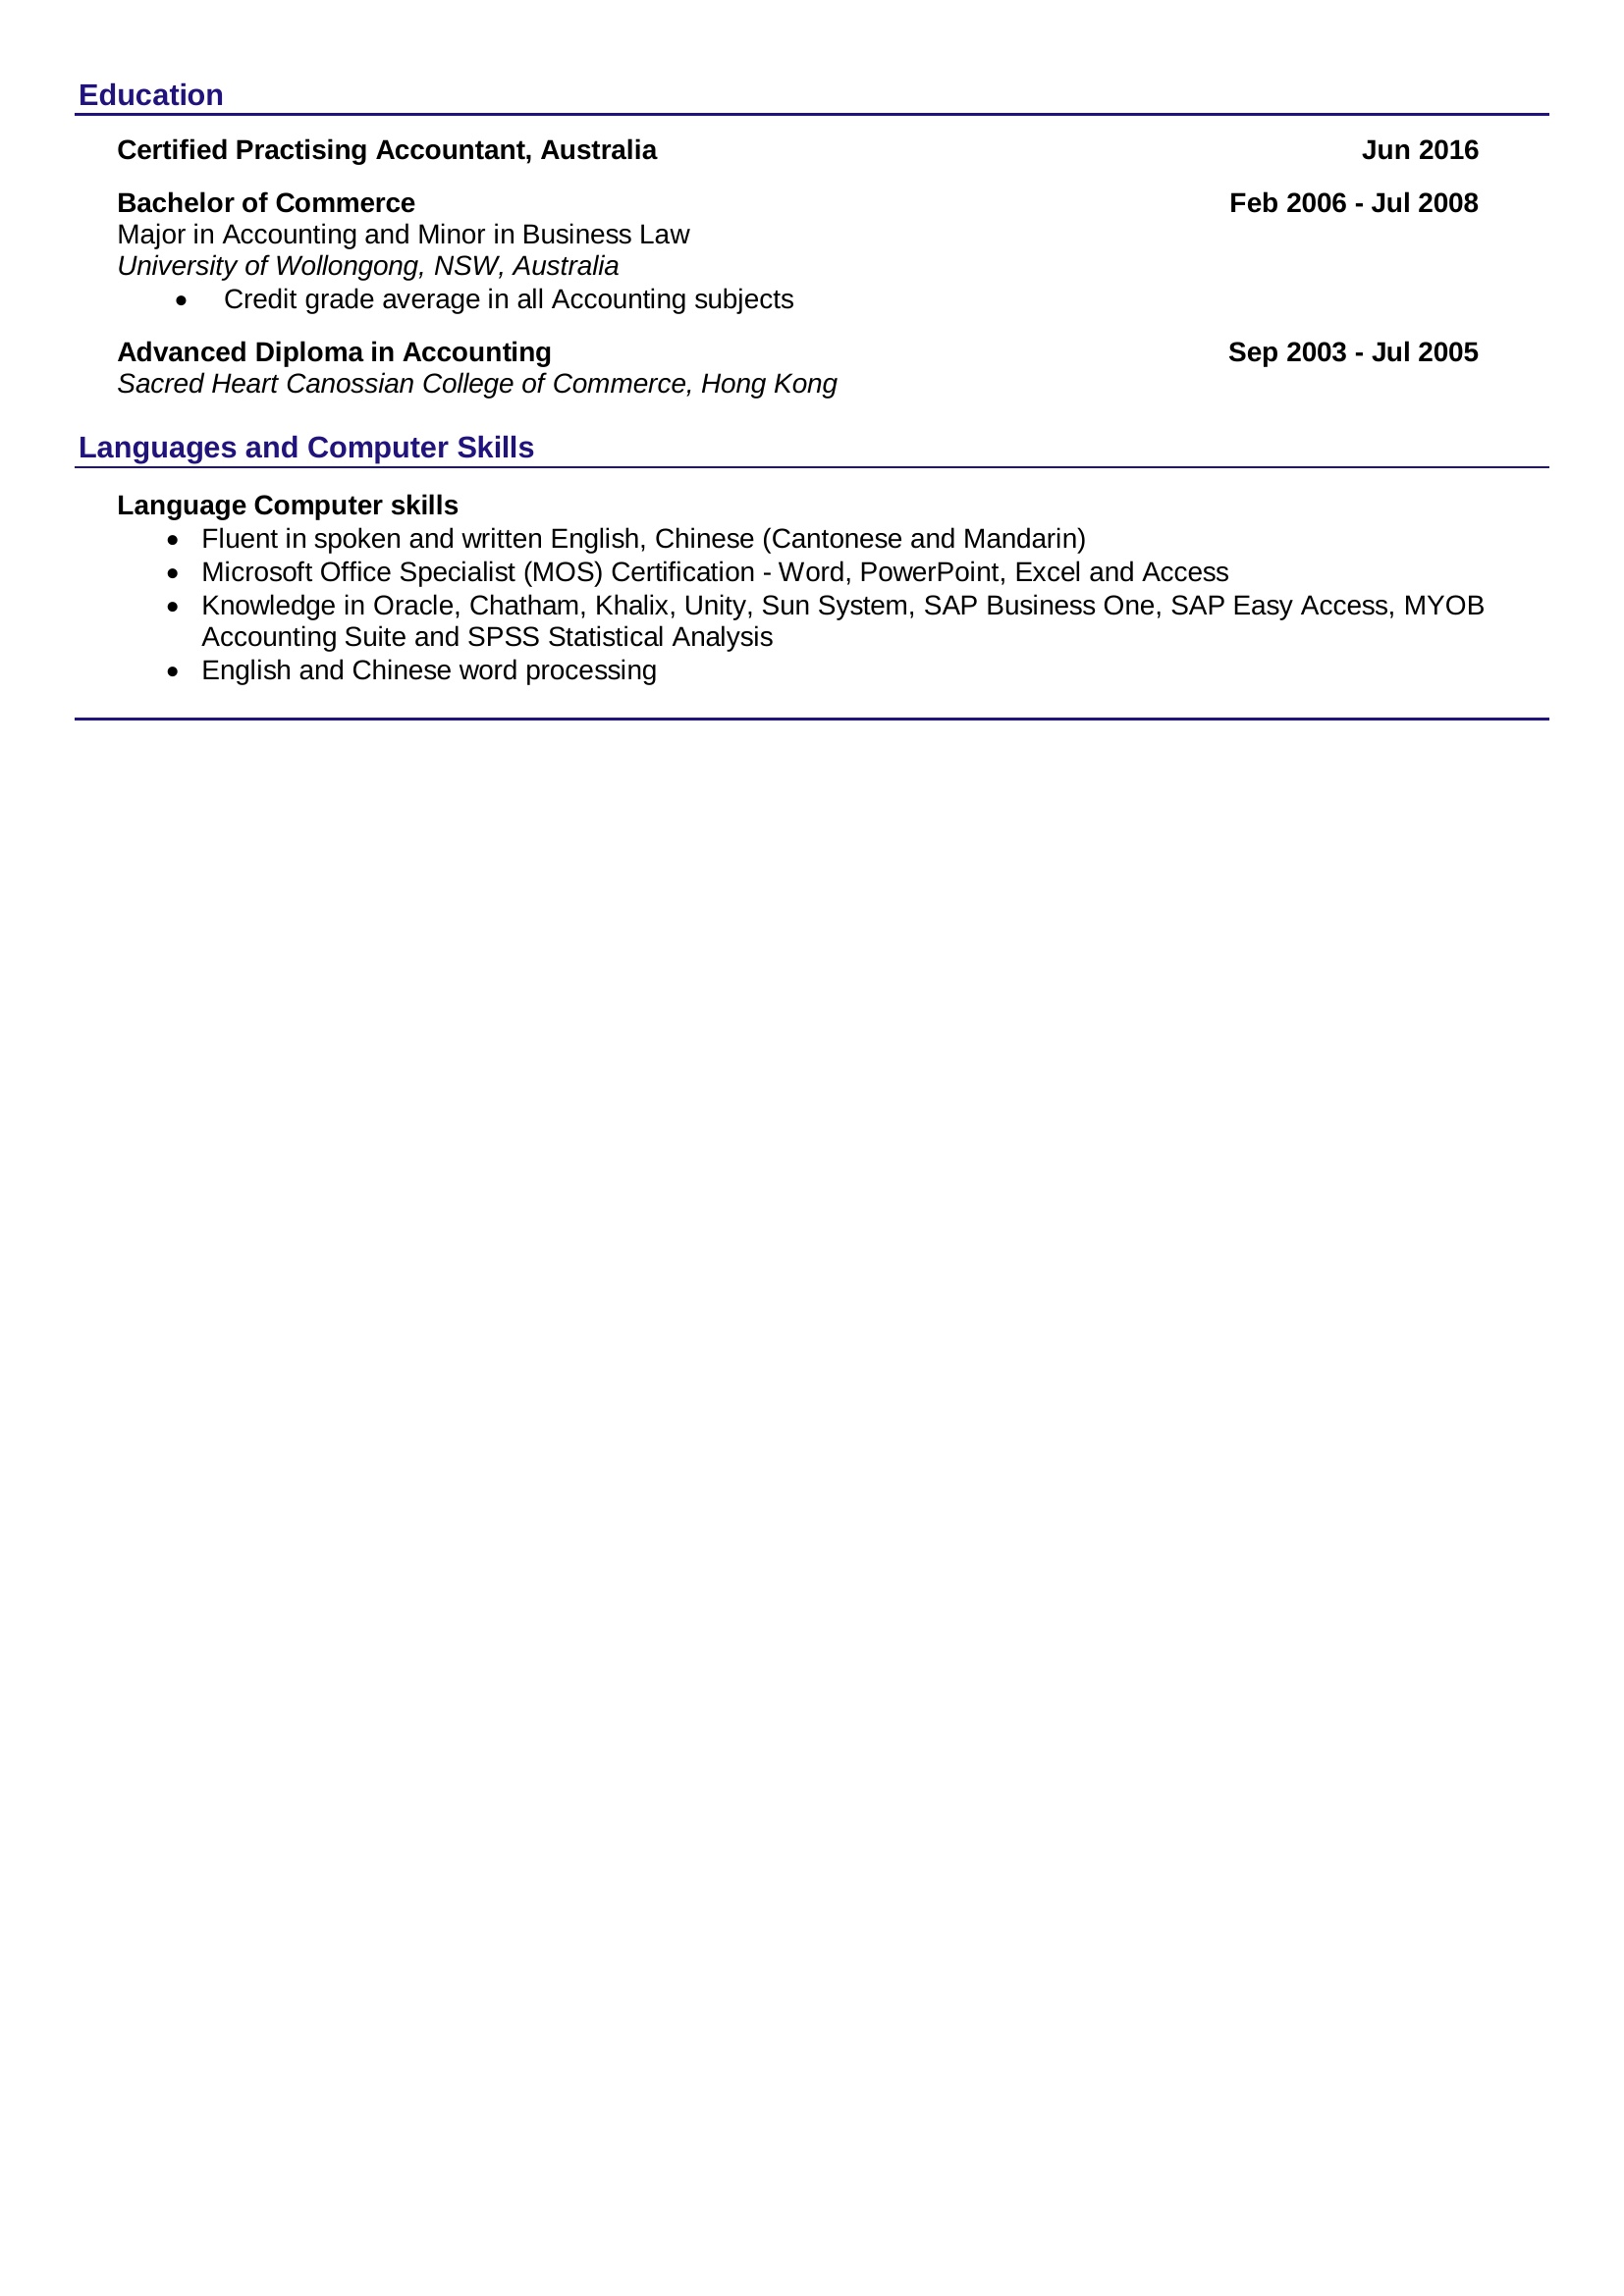 Education
Certified Practising Accountant, Australia Jun 2016
Bachelor of Commerce Feb 2006 - Jul 2008
Major in Accounting and Minor in Business Law
University of Wollongong, NSW, Australia
• Credit grade average in all Accounting subjects
Advanced Diploma in Accounting Sep 2003 - Jul 2005
Sacred Heart Canossian College of Commerce, Hong Kong
Languages and Computer Skills
Language Computer skills
• Fluent in spoken and written English, Chinese (Cantonese and Mandarin)
• Microsoft Office Specialist (MOS) Certification - Word, PowerPoint, Excel and Access
• Knowledge in Oracle, Chatham, Khalix, Unity, Sun System, SAP Business One, SAP Easy Access, MYOB
Accounting Suite and SPSS Statistical Analysis
• English and Chinese word processing